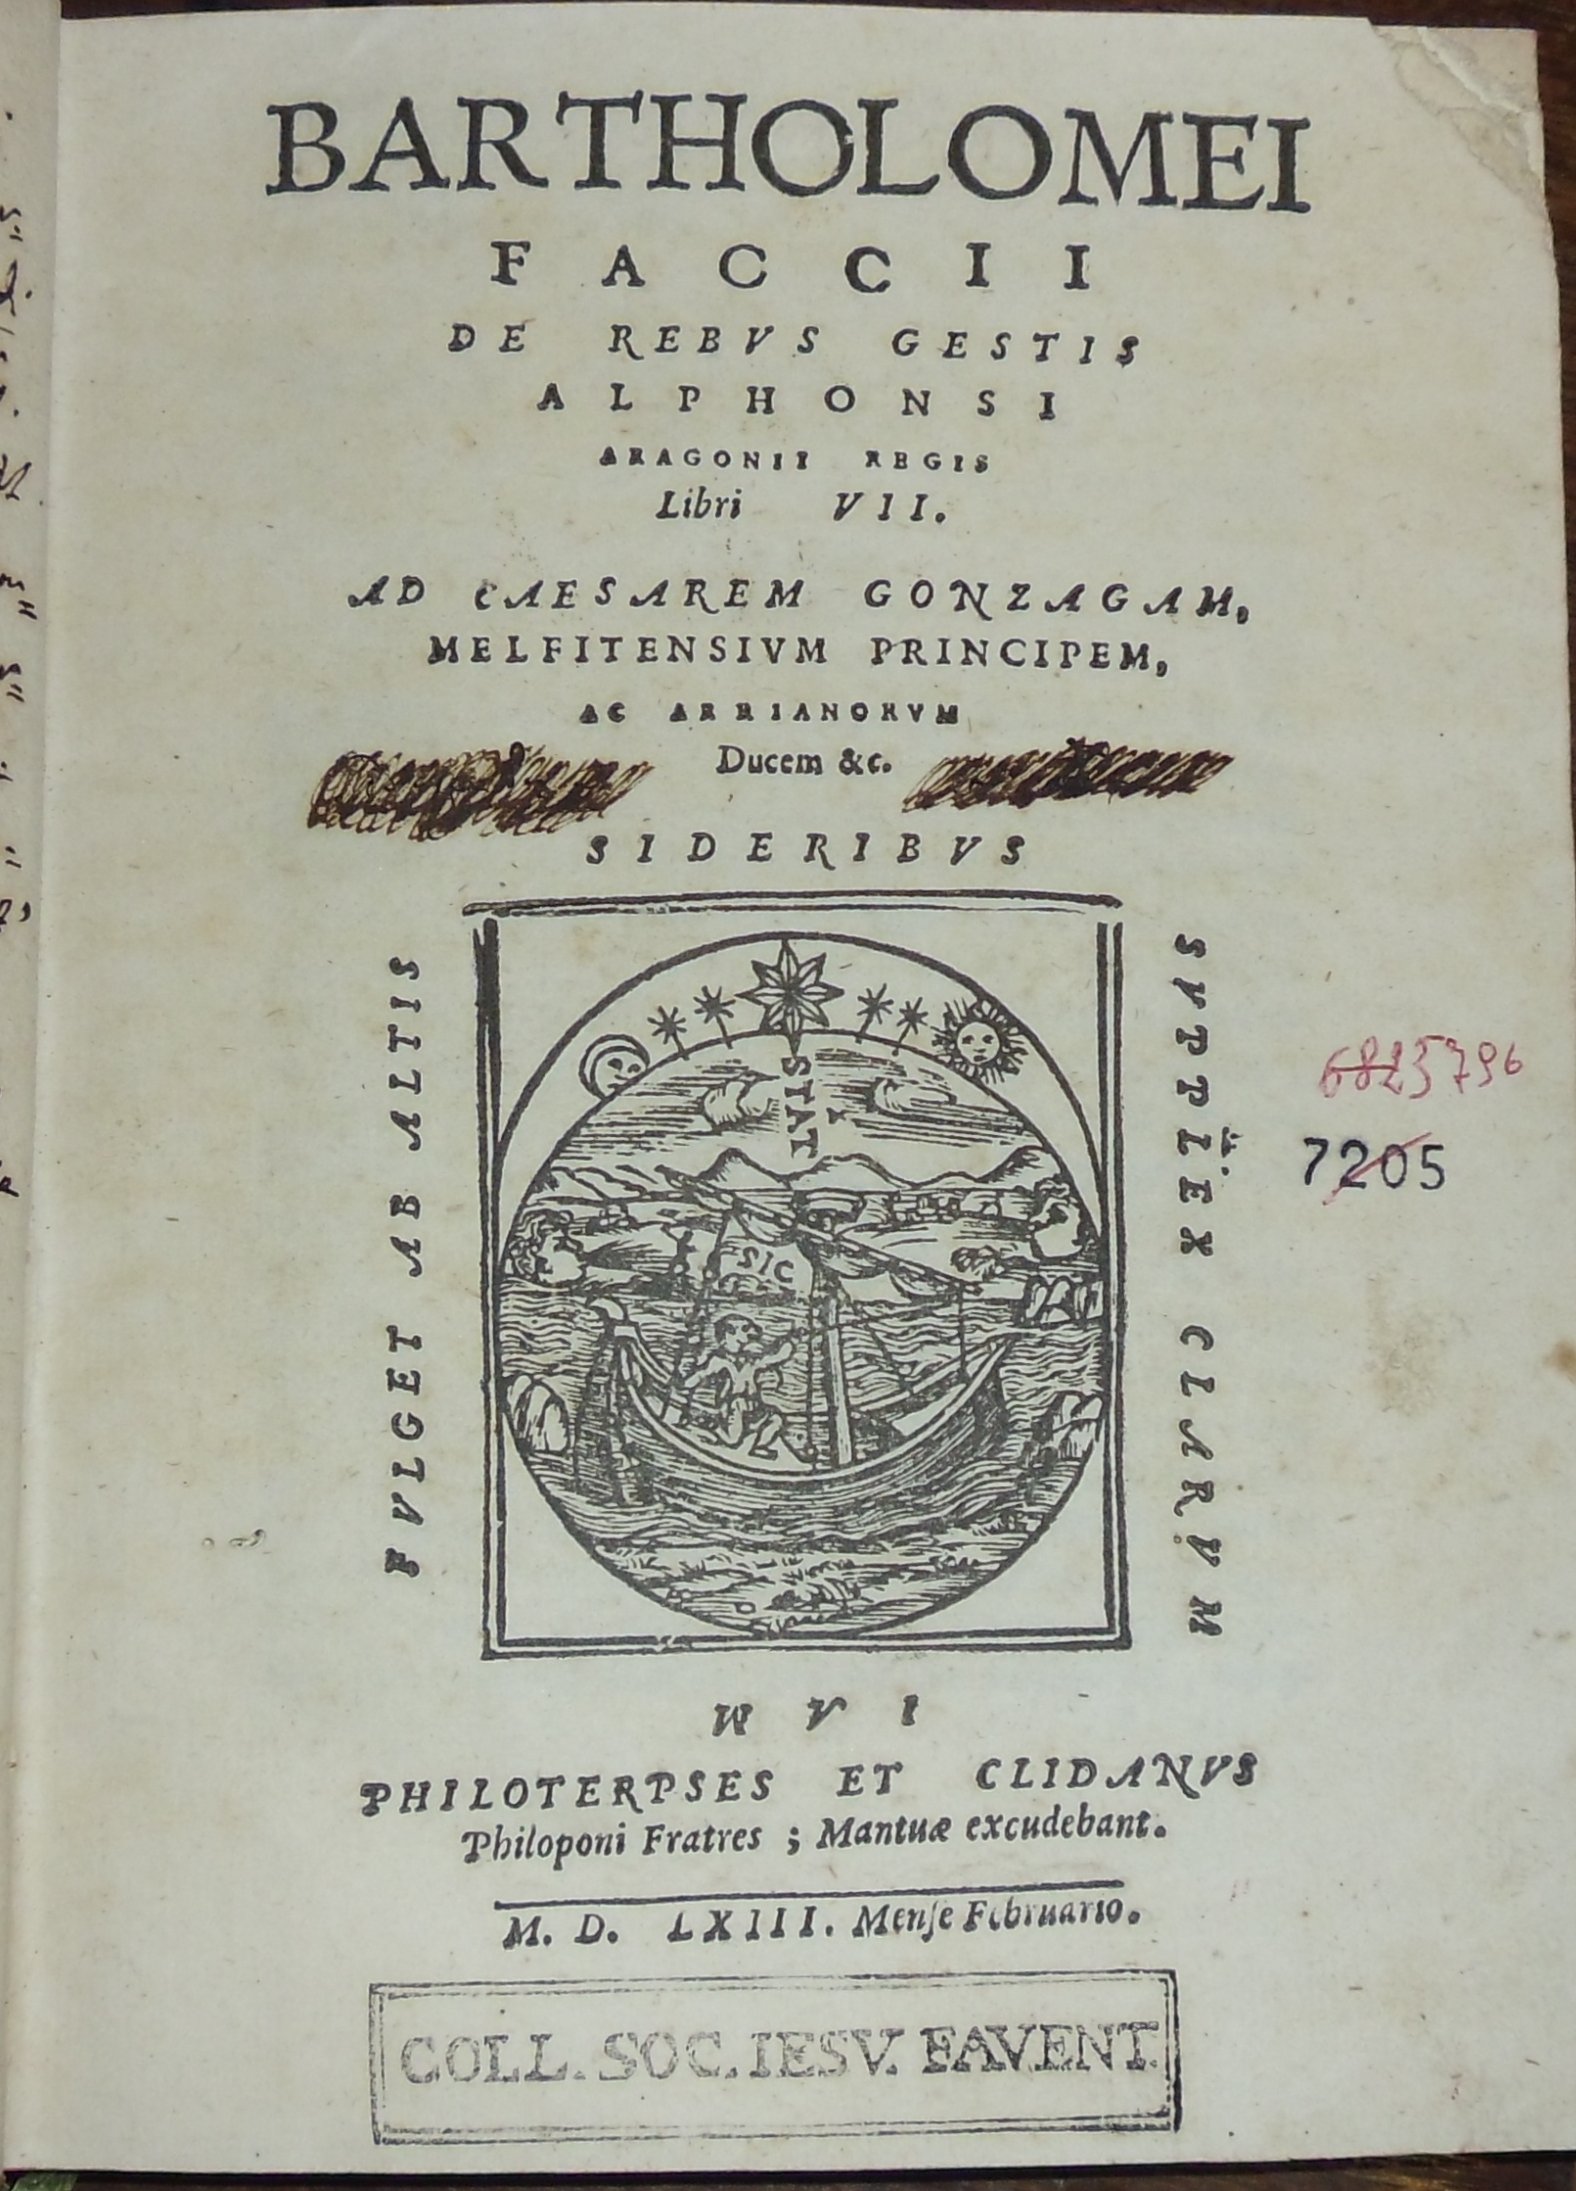 BARTHOLOMEI
FACCII
DE REBVS GESTIS
ALPHONSI
ARAGONII REGIS
Libri VII.
AD CAESAREM GONZAGAM,
MELFITENSIVM PRINCIPEM,
AC ARRIANORVM
Ducem &c.
SIDERIBVS
FVLGET AB ALTIS
STAT
SIC
SVPPLEX CLARVM
6825796
7205
NVI
PHILOTERPSES ET CLIDANVS
Philoponi Fratres ; Mantuæ excudebant.
M. D. LXIII. Menſe Februario.
COLL. SOC. IESV. FAVENT.